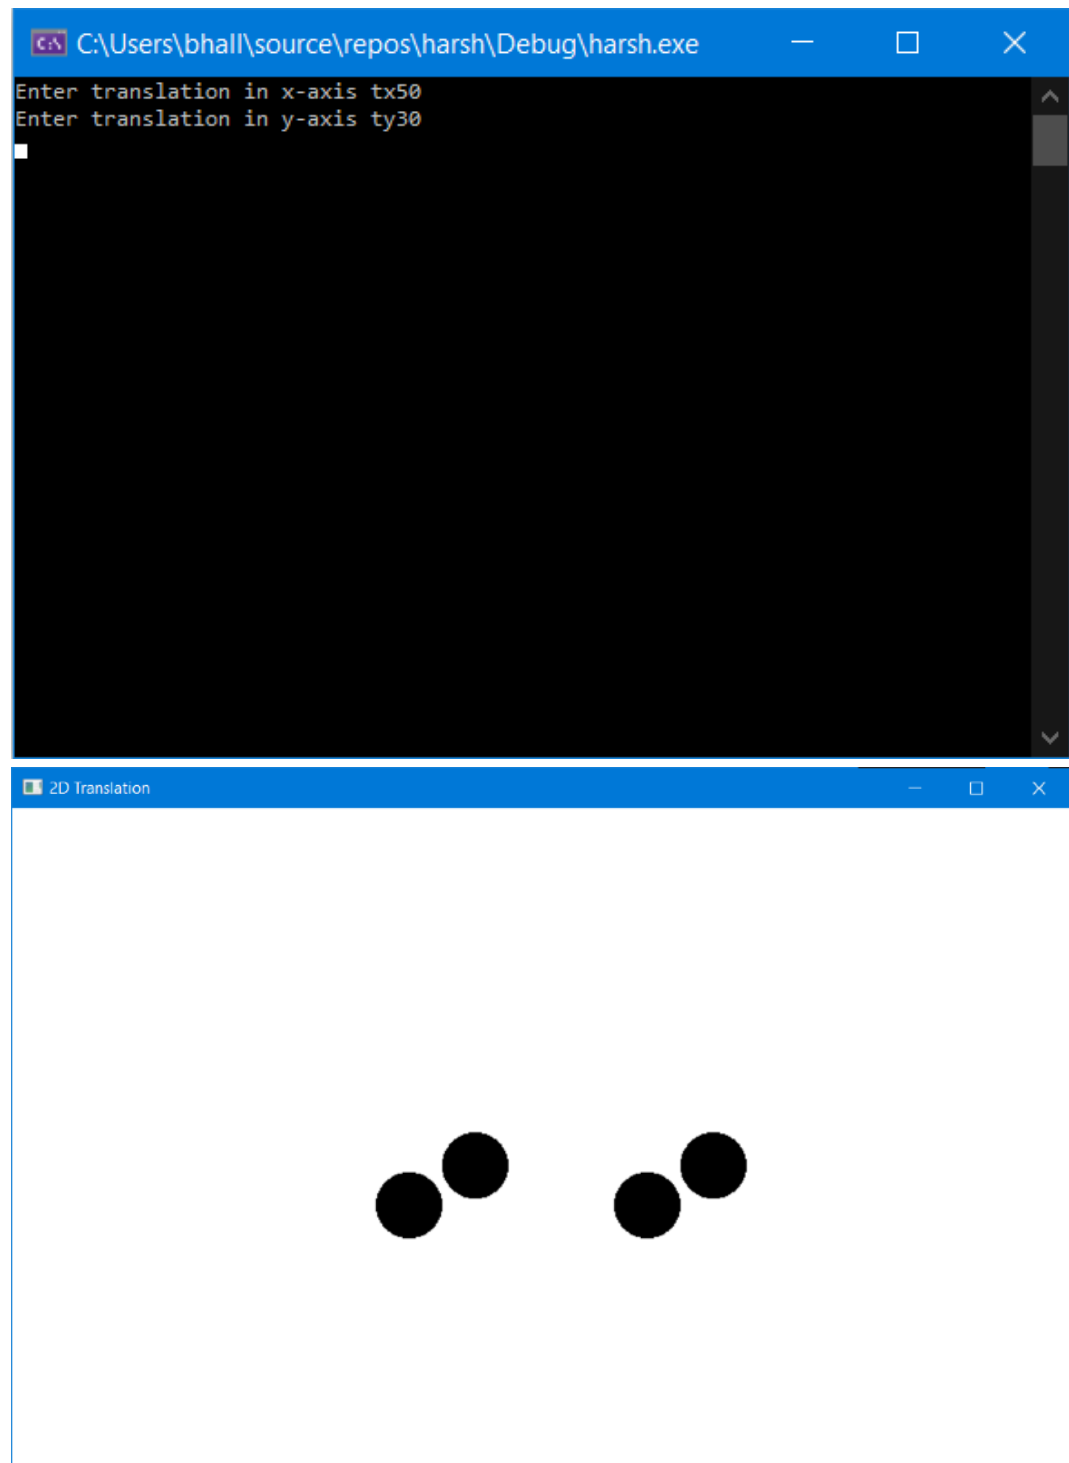 C:\Users\bhall\source\repos\harsh\Debug\harsh.exe
Enter translation in x-axis tx50
Enter translation in y-axis ty30
2D Translation